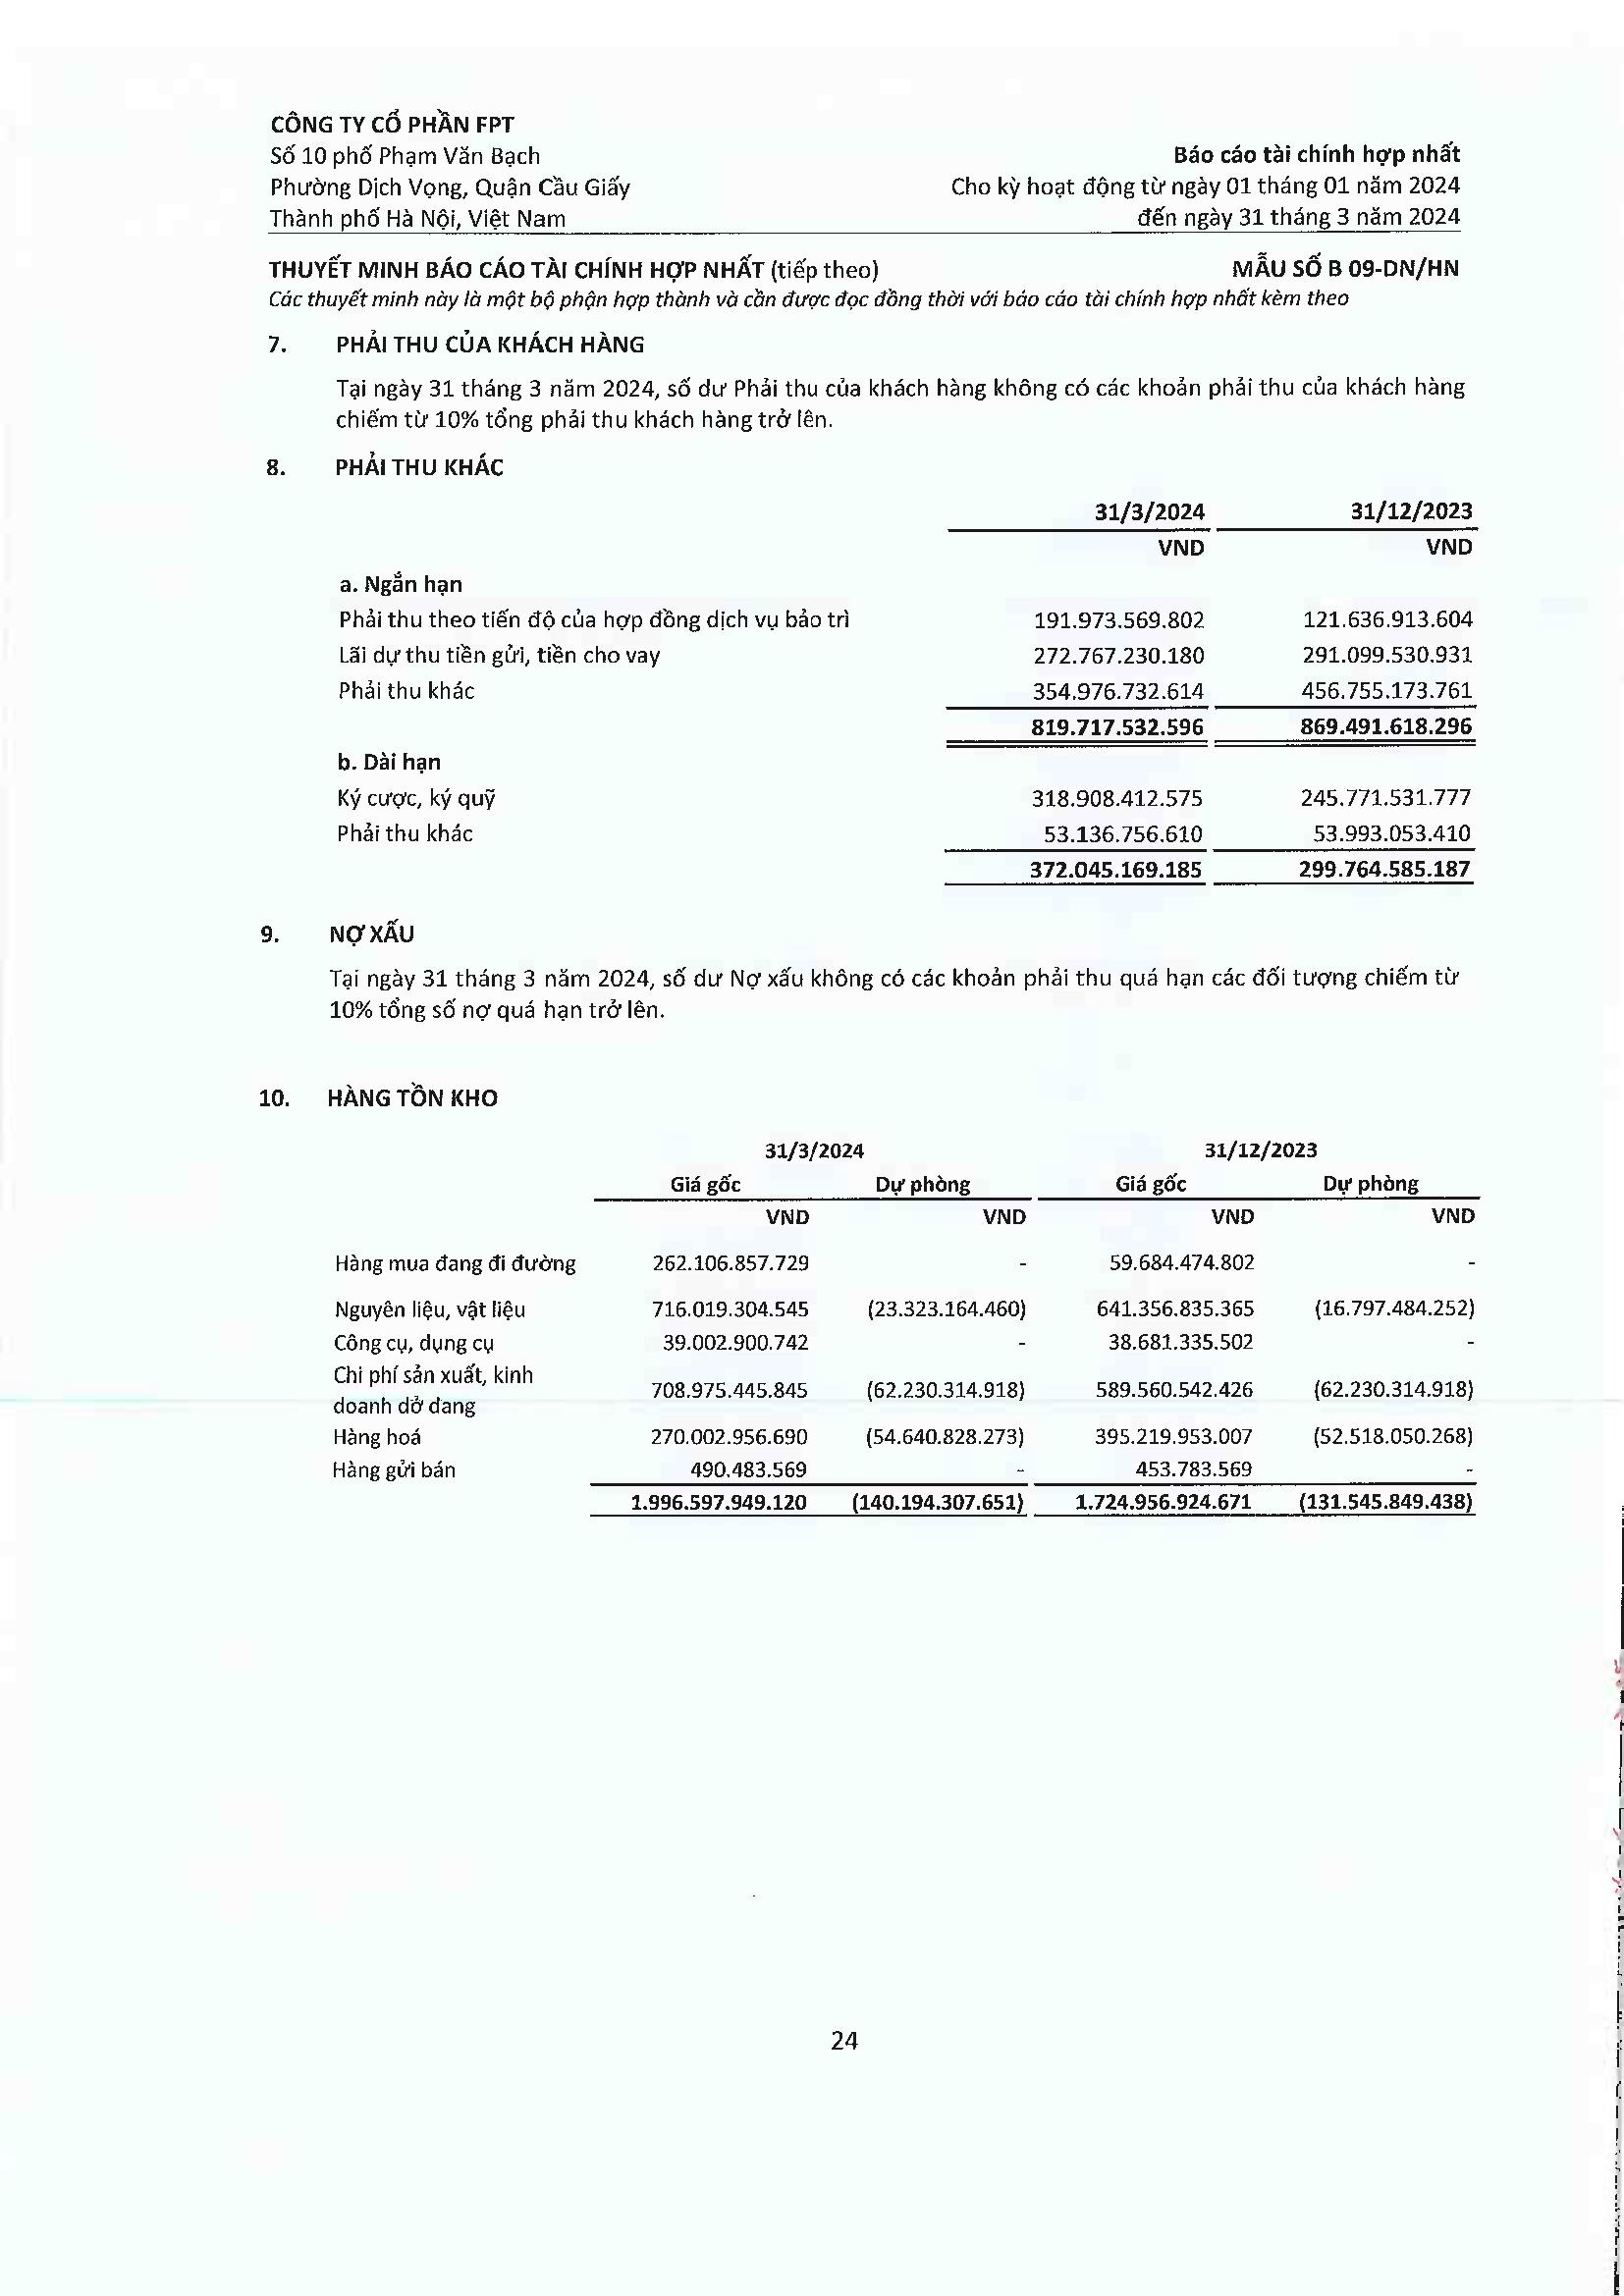 CÔNG TY CỔ PHẦN FPT
Số 10 phố Phạm Văn Bạch
Báo cáo tài chính hợp nhất
Phường Dịch Vọng, Quận Cầu Giấy
Cho kỳ hoạt động từ ngày 01 tháng 01 năm 2024
Thành phố Hà Nội, Việt Nam
đến ngày 31 tháng 3 năm 2024
THUYẾT MINH BÁO CÁO TÀI CHÍNH HỢP NHẤT (tiếp theo) MẪU SỐ B 09-DN/HN
Các thuyết minh này là một bộ phận hợp thành và cần được đọc đồng thời với báo cáo tài chính hợp nhất kèm theo
7. PHẢI THU CỦA KHÁCH HÀNG
Tại ngày 31 tháng 3 năm 2024, số dư Phải thu của khách hàng không có các khoản phải thu của khách hàng
chiếm từ 10% tổng phải thu khách hàng trở lên.
8. PHẢI THU KHÁC
31/3/2024 31/12/2023
VND VND
a. Ngắn hạn
Phải thu theo tiến độ của hợp đồng dịch vụ bảo trì 191.973.569.802 121.636.913.604
Lãi dự thu tiền gửi, tiền cho vay 272.767.230.180 291.099.530.931
Phải thu khác 354.976.732.614 456.755.173.761
819.717.532.596 869.491.618.296
b. Dài hạn
Ký cược, ký quỹ 318.908.412.575 245.771.531.777
Phải thu khác 53.136.756.610 53.993.053.410
372.045.169.185 299.764.585.187
9. NỢ XẤU
Tại ngày 31 tháng 3 năm 2024, số dư Nợ xấu không có các khoản phải thu quá hạn các đối tượng chiếm từ
10% tổng số nợ quá hạn trở lên.
10. HÀNG TỒN KHO
31/3/2024 31/12/2023
Giá gốc Dự phòng Giá gốc Dự phòng
VND VND VND VND
Hàng mua đang đi đường 262.106.857.729 - 59.684.474.802 -
Nguyên liệu, vật liệu 716.019.304.545 (23.323.164.460) 641.356.835.365 (16.797.484.252)
Công cụ, dụng cụ 39.002.900.742 - 38.681.335.502 -
Chi phí sản xuất, kinh
doanh dở dang 708.975.445.845 (62.230.314.918) 589.560.542.426 (62.230.314.918)
Hàng hoá 270.002.956.690 (54.640.828.273) 395.219.953.007 (52.518.050.268)
Hàng gửi bán 490.483.569 - 453.783.569 -
1.996.597.949.120 (140.194.307.651) 1.724.956.924.671 (131.545.849.438)
24